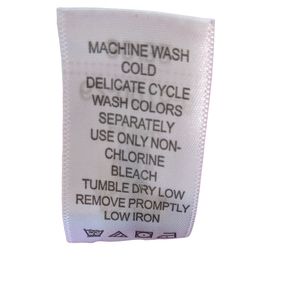 MACHINE WASH
COLD
DELICATE CYCLE
WASH COLORS
SEPARATELY
USE ONLY NON-
CHLORINE
BLEACH
TUMBLE DRY LOW
REMOVE PROMPTLY
LOW IRON